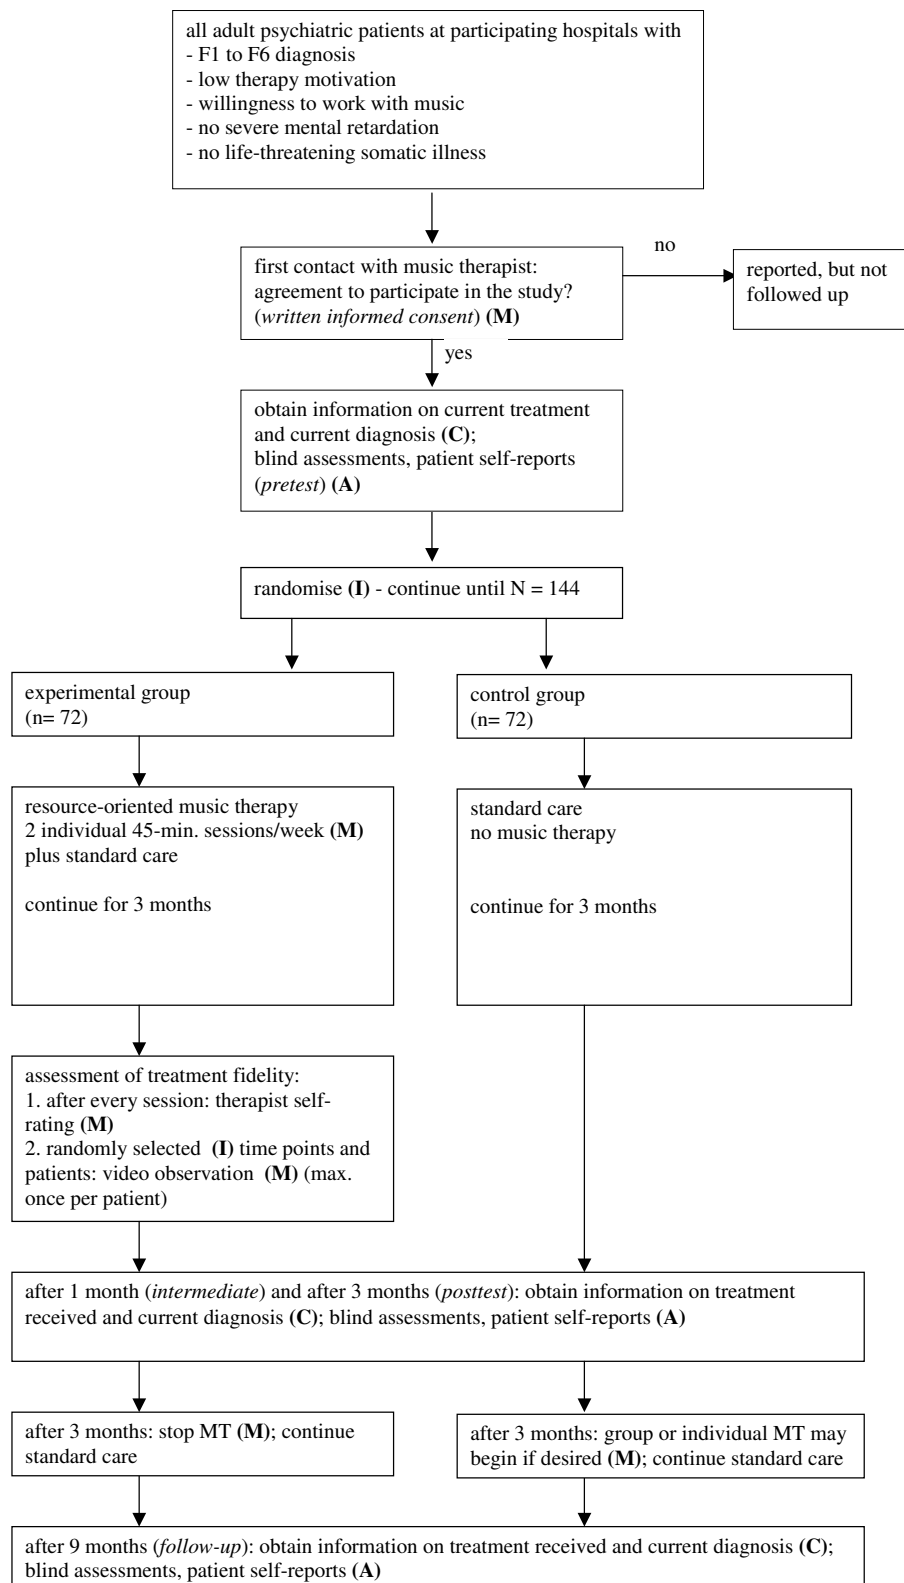 all adult psychiatric patients at participating hospitals with
- F1 to F6 diagnosis
- low therapy motivation
- willingness to work with music
- no severe mental retardation
- no life-threatening somatic illness
first contact with music therapist:
agreement to participate in the study?
(written informed consent) (M)
no
reported, but not
followed up
yes
obtain information on current treatment
and current diagnosis (C);
blind assessments, patient self-reports
(pretest) (A)
randomise (I) - continue until N = 144
experimental group
(n= 72)
control group
(n= 72)
resource-oriented music therapy
2 individual 45-min. sessions/week (M)
plus standard care
continue for 3 months
standard care
no music therapy
continue for 3 months
assessment of treatment fidelity:
1. after every session: therapist self-
rating (M)
2. randomly selected (I) time points and
patients: video observation (M) (max.
once per patient)
after 1 month (intermediate) and after 3 months (posttest): obtain information on treatment
received and current diagnosis (C); blind assessments, patient self-reports (A)
after 3 months: stop MT (M); continue
standard care
after 3 months: group or individual MT may
begin if desired (M); continue standard care
after 9 months (follow-up): obtain information on treatment received and current diagnosis (C);
blind assessments, patient self-reports (A)